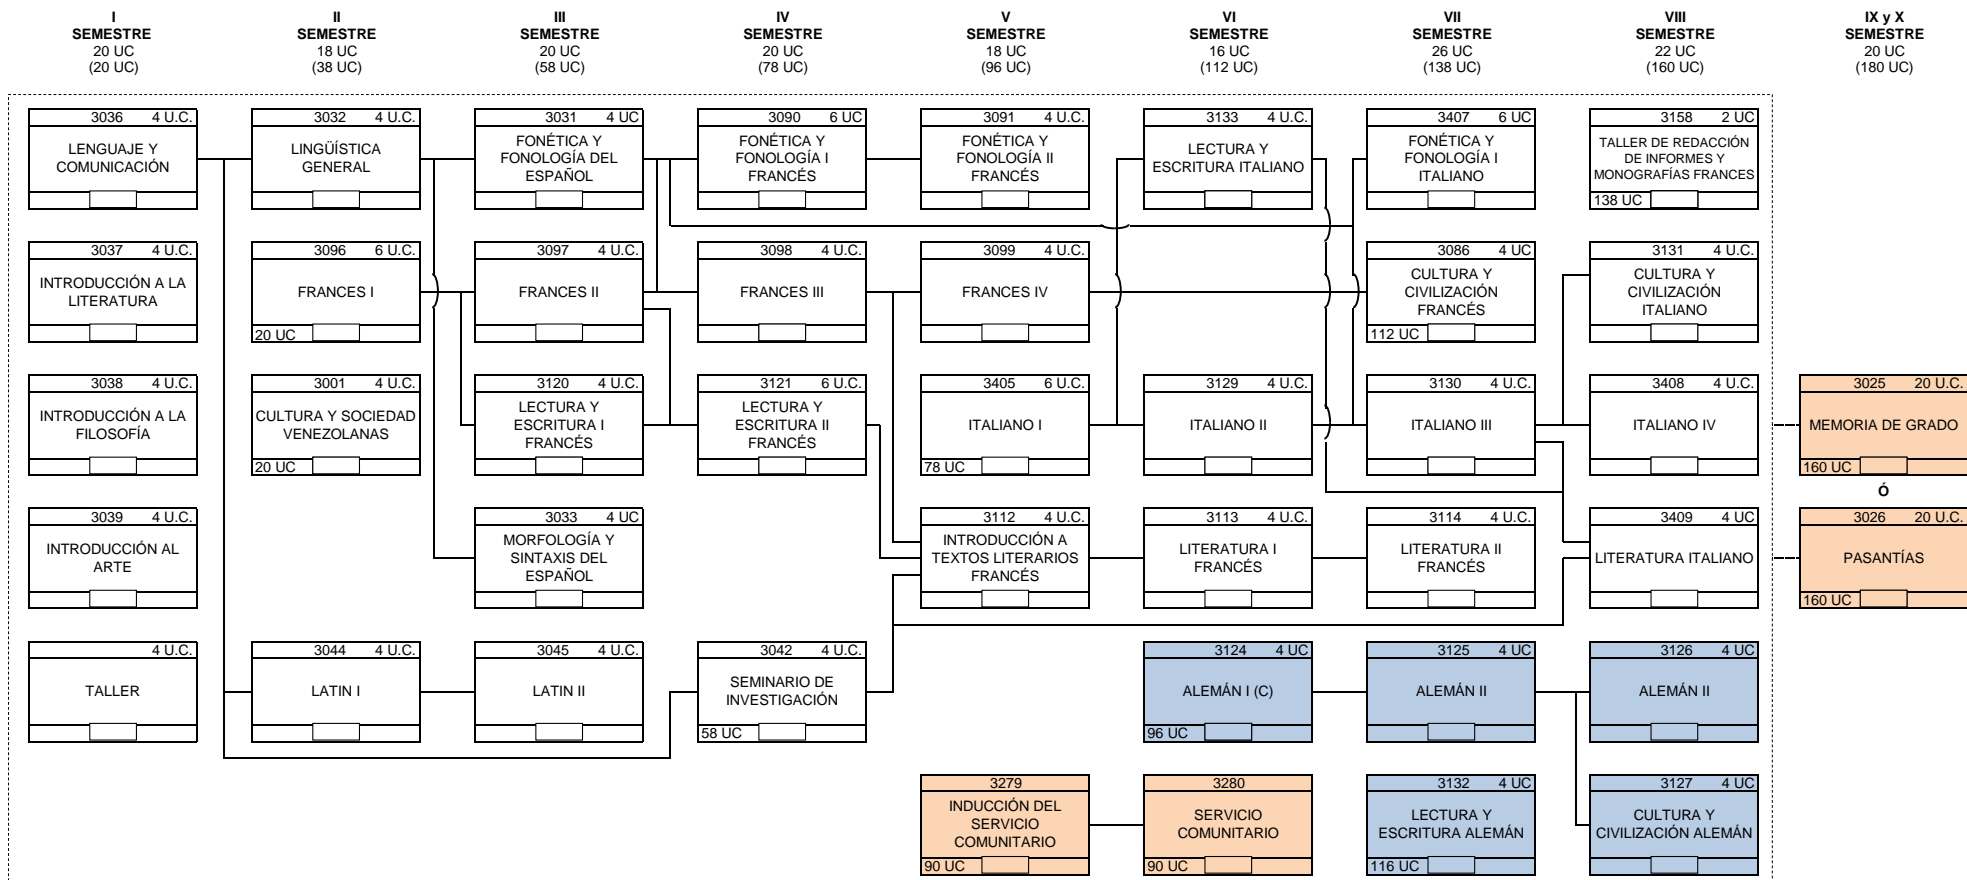 I
SEMESTRE
20 UC
(20 UC)
II
SEMESTRE
18 UC
(38 UC)
III
SEMESTRE
20 UC
(58 UC)
IV
SEMESTRE
20 UC
(78 UC)
V
SEMESTRE
18 UC
(96 UC)
VI
SEMESTRE
16 UC
(112 UC)
VII
SEMESTRE
26 UC
(138 UC)
VIII
SEMESTRE
22 UC
(160 UC)
IX y X
SEMESTRE
20 UC
(180 UC)
3036 4 U.C.
LENGUAJE Y
COMUNICACIÓN
3032 4 U.C.
LINGÜÍSTICA
GENERAL
3031 4 UC
FONÉTICA Y
FONOLOGÍA DEL
ESPAÑOL
3090 6 UC
FONÉTICA Y
FONOLOGÍA I
FRANCÉS
3091 4 U.C.
FONÉTICA Y
FONOLOGÍA II
FRANCÉS
3133 4 U.C.
LECTURA Y
ESCRITURA ITALIANO
3407 6 UC
FONÉTICA Y
FONOLOGÍA I
ITALIANO
3158 2 UC
TALLER DE REDACCIÓN
DE INFORMES Y
MONOGRAFÍAS FRANCES
138 UC
3037 4 U.C.
INTRODUCCIÓN A LA
LITERATURA
3096 6 U.C.
FRANCES I
20 UC
3097 4 U.C.
FRANCES II
3098 4 U.C.
FRANCES III
3099 4 U.C.
FRANCES IV
3086 4 UC
CULTURA Y
CIVILIZACIÓN
FRANCÉS
112 UC
3131 4 U.C.
CULTURA Y
CIVILIZACIÓN
ITALIANO
3038 4 U.C.
INTRODUCCIÓN A LA
FILOSOFÍA
3001 4 U.C.
CULTURA Y SOCIEDAD
VENEZOLANAS
20 UC
3120 4 U.C.
LECTURA Y
ESCRITURA I
FRANCÉS
3121 6 U.C.
LECTURA Y
ESCRITURA II
FRANCÉS
3405 6 U.C.
ITALIANO I
78 UC
3129 4 U.C.
ITALIANO II
3130 4 U.C.
ITALIANO III
3408 4 U.C.
ITALIANO IV
3025 20 U.C.
MEMORIA DE GRADO
160 UC
Ó
3039 4 U.C.
INTRODUCCIÓN AL
ARTE
3033 4 UC
MORFOLOGÍA Y
SINTAXIS DEL
ESPAÑOL
3112 4 U.C.
INTRODUCCIÓN A
TEXTOS LITERARIOS
FRANCÉS
3113 4 U.C.
LITERATURA I
FRANCÉS
3114 4 U.C.
LITERATURA II
FRANCÉS
3409 4 UC
LITERATURA ITALIANO
3026 20 U.C.
PASANTÍAS
160 UC
4 U.C.
TALLER
3044 4 U.C.
LATIN I
3045 4 U.C.
LATIN II
3042 4 U.C.
SEMINARIO DE
INVESTIGACIÓN
58 UC
3124 4 UC
ALEMÁN I (C)
96 UC
3125 4 UC
ALEMÁN II
3126 4 UC
ALEMÁN II
3279
INDUCCIÓN DEL
SERVICIO
COMUNITARIO
90 UC
3280
SERVICIO
COMUNITARIO
90 UC
3132 4 UC
LECTURA Y
ESCRITURA ALEMÁN
116 UC
3127 4 UC
CULTURA Y
CIVILIZACIÓN ALEMÁN